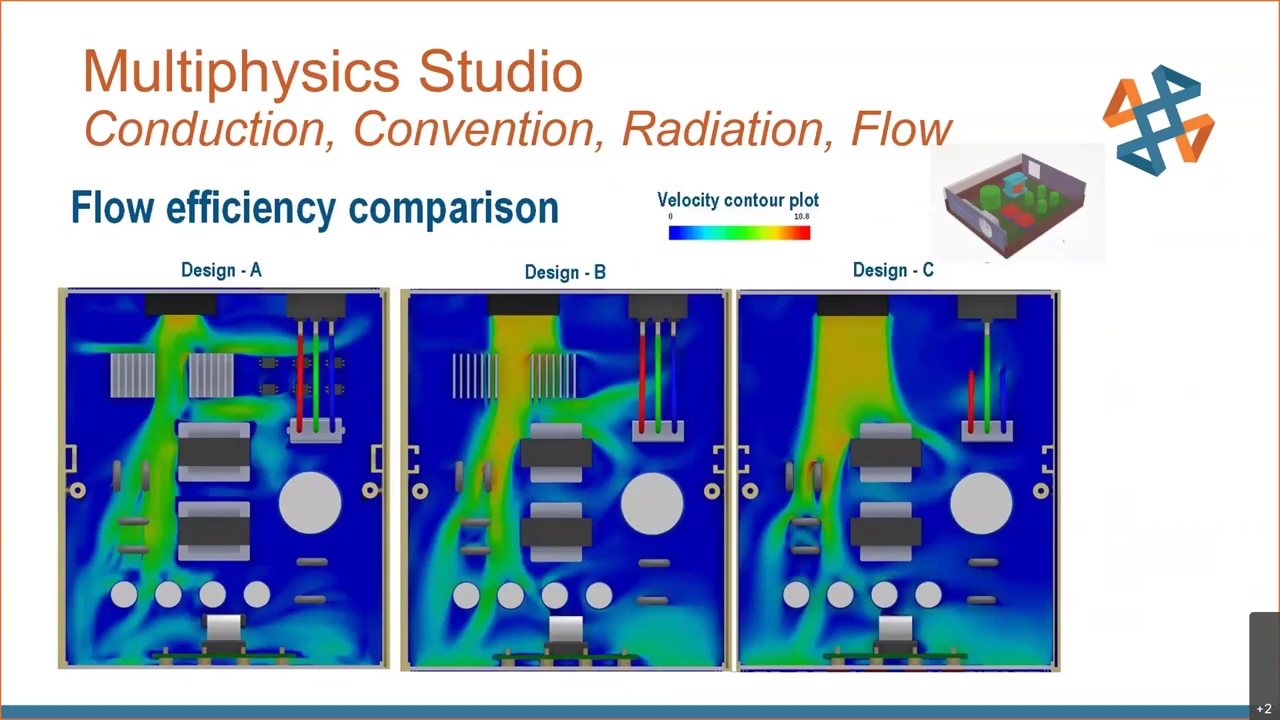 Multiphysics Studio
Conduction, Convention, Radiation, Flow
Flow efficiency comparison
Velocity contour plot
0 10.8
Design - A
Design - B
Design - C
+2